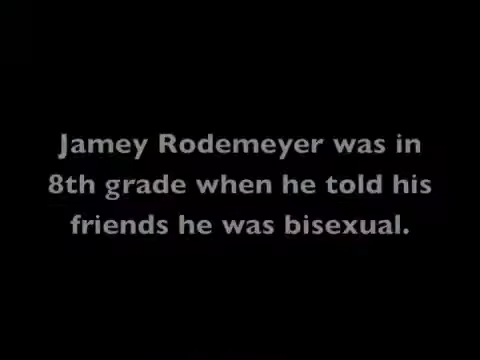 Jamey Rodemeyer was in
8th grade when he told his
friends he was bisexual.